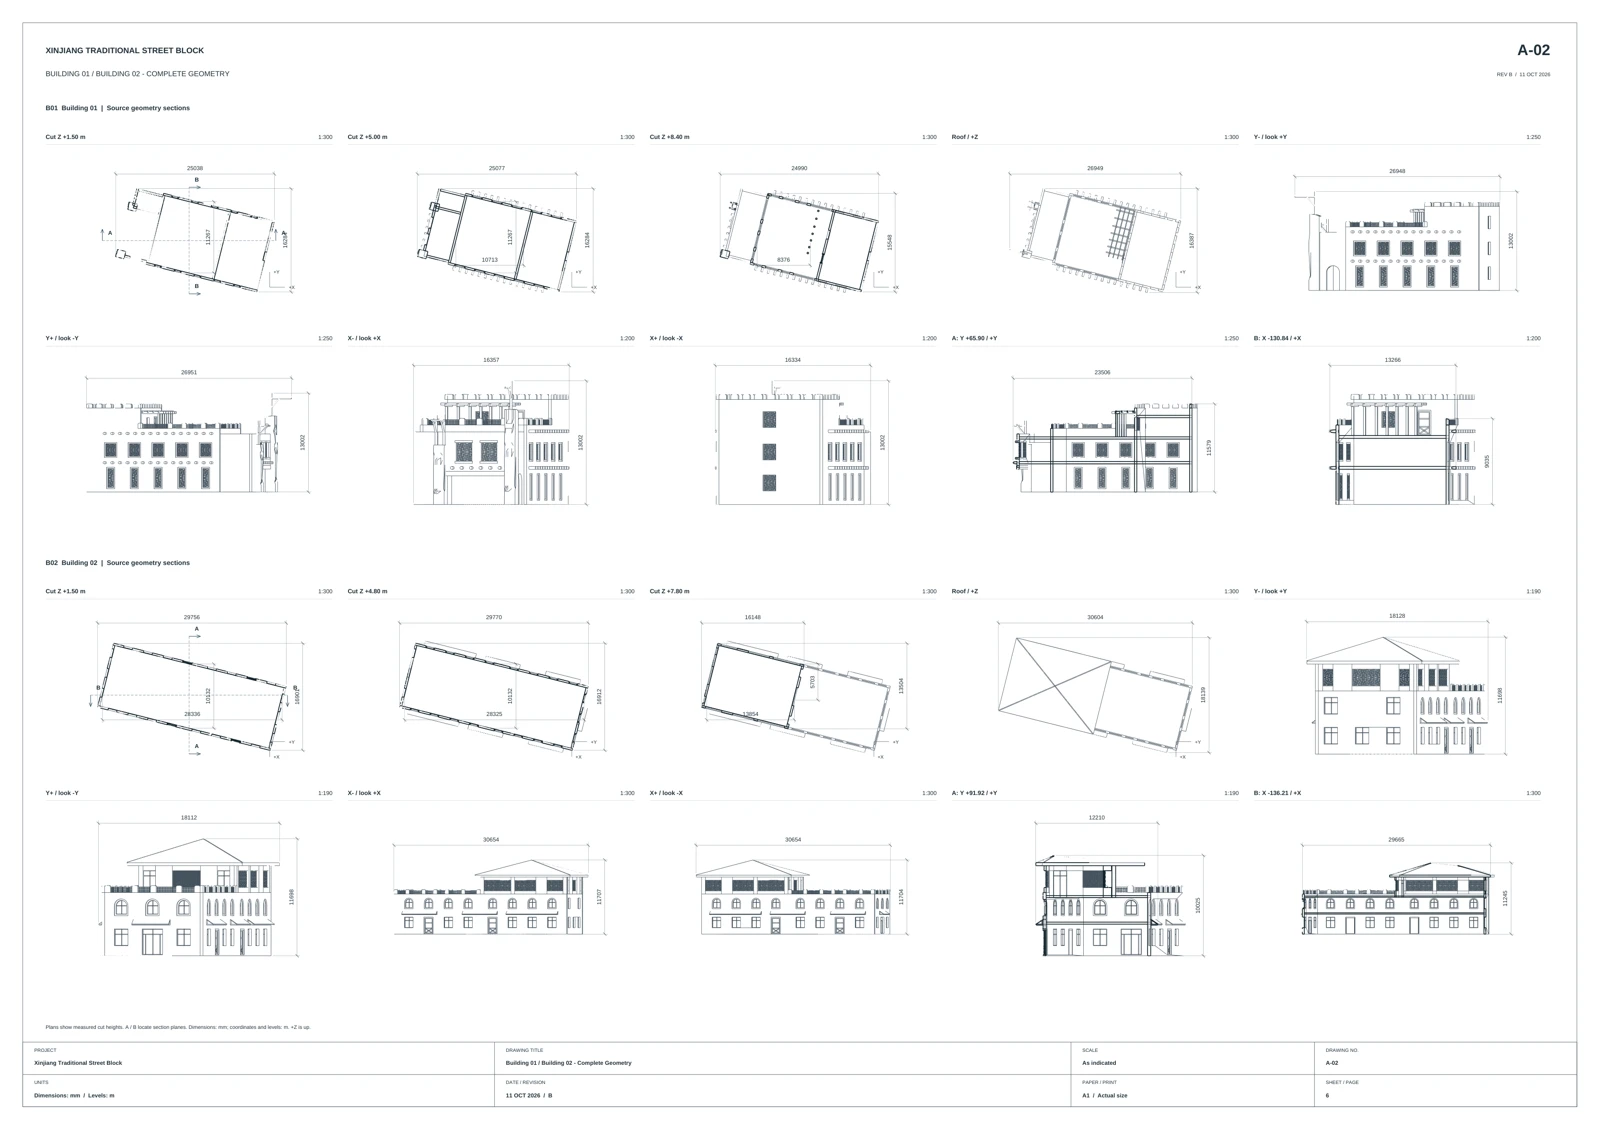 XINJIANG TRADITIONAL STREET BLOCK
A-02
BUILDING 01 / BUILDING 02 - COMPLETE GEOMETRY
REV B / 11 OCT 2026
B01 Building 01 | Source geometry sections
Cut Z +1.50 m 1:300
25038
B
A
11267
B
+Y
+X
Cut Z +5.00 m 1:300
25077
11267
16284
10713
+Y
+X
Cut Z +8.40 m 1:300
24990
15548
8376
+Y
+X
Roof / +Z 1:300
26949
16387
+Y
+X
Y- / look +Y 1:250
26948
13002
Y+ / look -Y 1:250
26951
13002
X- / look +X 1:200
16357
13002
X+ / look -X 1:200
16334
13002
A: Y +65.90 / +Y 1:250
23506
11579
B: X -130.84 / +X 1:200
13266
9035
B02 Building 02 | Source geometry sections
Cut Z +1.50 m 1:300
29756
A
B
B
10132
28336
A
+Y
+X
Cut Z +4.80 m 1:300
29770
10132
16912
28325
+Y
+X
Cut Z +7.80 m 1:300
16148
5703
13504
13854
+Y
+X
Roof / +Z 1:300
30604
18139
+Y
+X
Y- / look +Y 1:190
18128
11698
Y+ / look -Y 1:190
18112
11698
X- / look +X 1:300
30654
11707
X+ / look -X 1:300
30654
11704
A: Y +91.92 / +Y 1:190
12210
10025
B: X -136.21 / +X 1:300
29665
11245
Plans show measured cut heights. A / B locate section planes. Dimensions: mm; coordinates and levels: m. +Z is up.
PROJECT
Xinjiang Traditional Street Block
DRAWING TITLE
Building 01 / Building 02 - Complete Geometry
SCALE
As indicated
DRAWING NO.
A-02
UNITS
Dimensions: mm / Levels: m
DATE / REVISION
11 OCT 2026 / B
PAPER / PRINT
A1 / Actual size
SHEET / PAGE
6